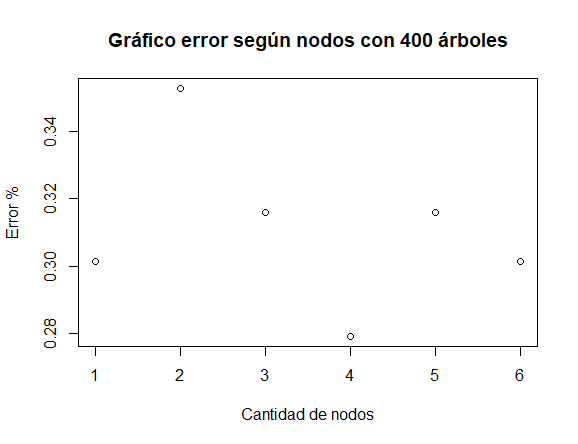 Gráfico error según nodos con 400 árboles
Error %
0.34
0.32
0.30
0.28
1 2 3 4 5 6
Cantidad de nodos